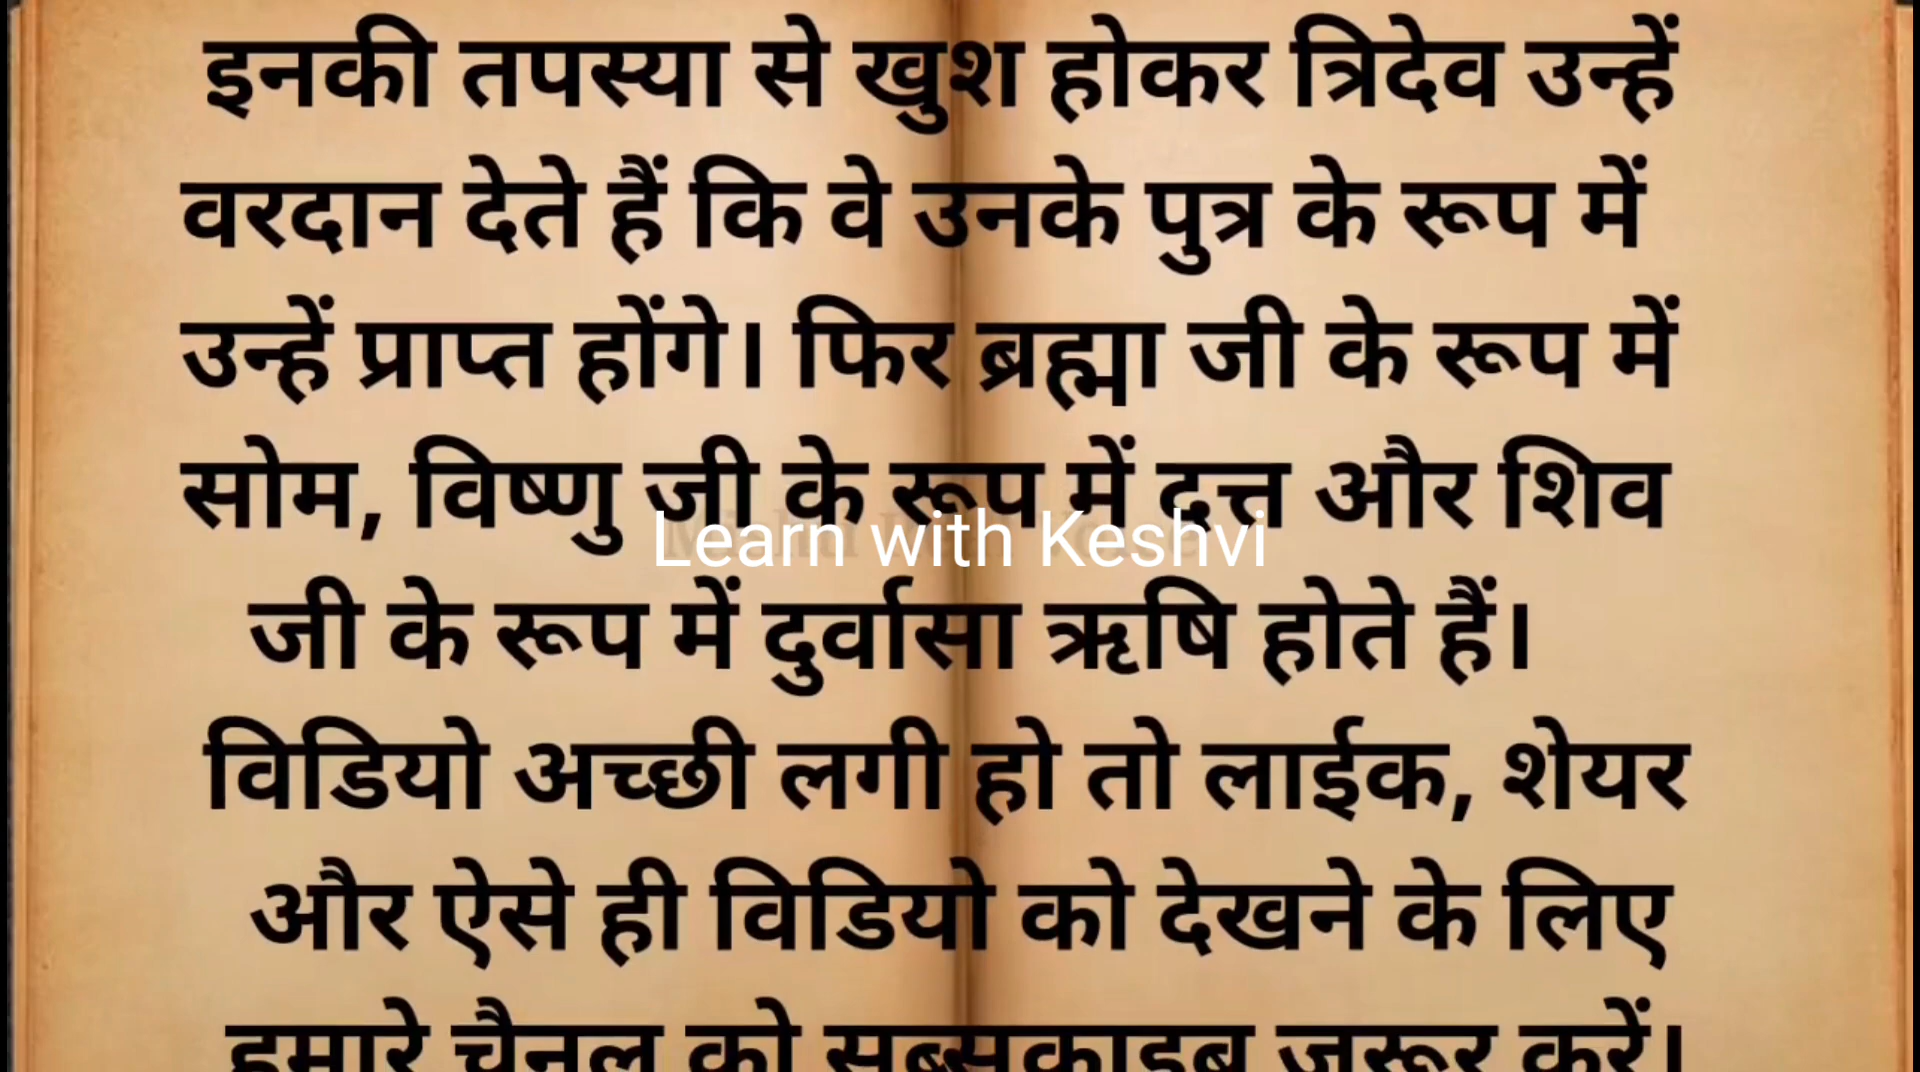 इनकी तपस्या से खुश होकर त्रिदेव उन्हें
वरदान देते हैं कि वे उनके पुत्र के रूप में
उन्हें प्राप्त होंगे। फिर ब्रह्मा जी के रूप में
सोम, विष्णु जी के रूप में दत्त और शिव
Learn with Keshvi
जी के रूप में दुर्वासा ऋषि होते हैं।
विडियो अच्छी लगी हो तो लाईक, शेयर
और ऐसे ही विडियो को देखने के लिए
हमारे चैनल को सब्सक्राइब जरूर करें।